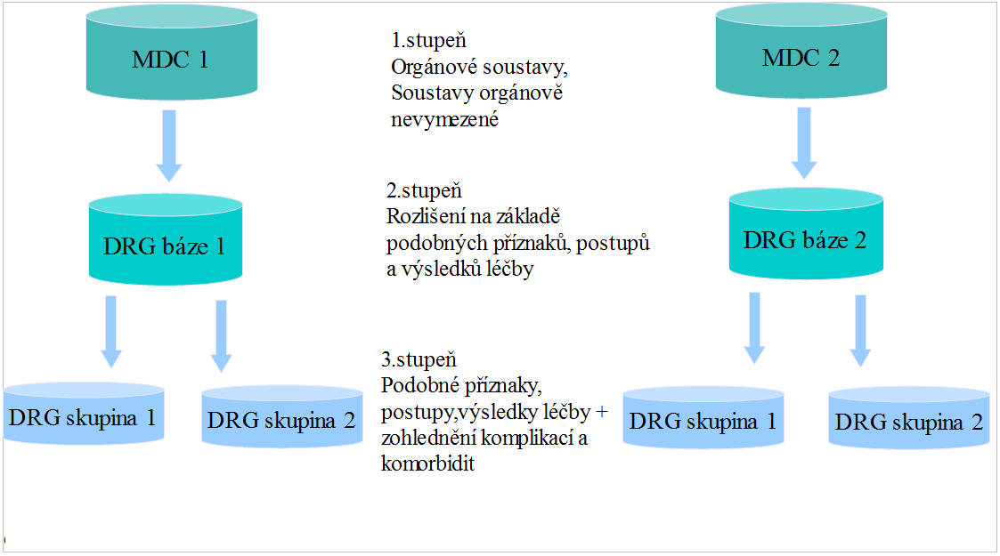 MDC 1
1.stupeň
Orgánové soustavy,
Soustavy orgánově
nevymezené
MDC 2
DRG báze 1
2.stupeň
Rozlišení na základě
podobných příznaků, postupů
a výsledků léčby
DRG báze 2
DRG skupina 1
DRG skupina 2
3.stupeň
Podobné příznaky,
postupy,výsledky léčby +
zohlednění komplikací a
komorbidit
DRG skupina 1
DRG skupina 2